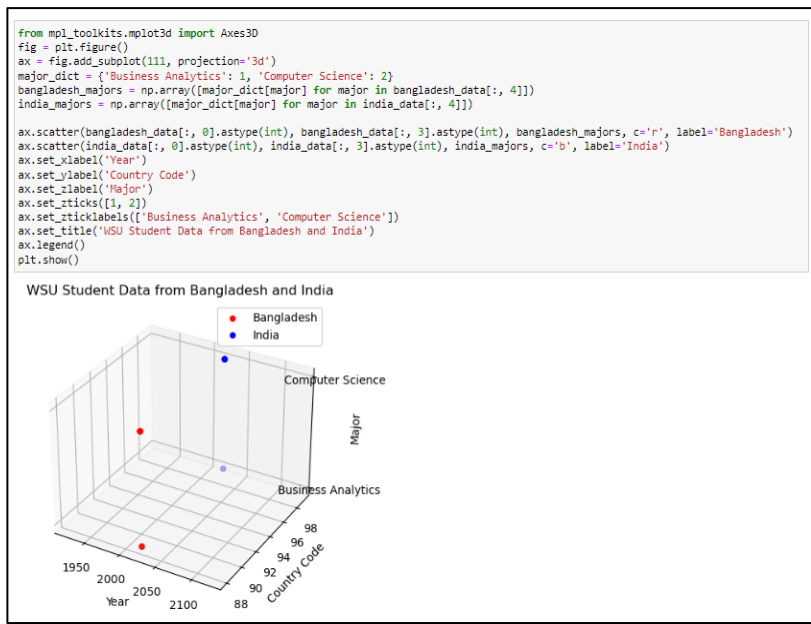 from mpl_toolkits.mplot3d import Axes3D
fig = plt.figure()
ax = fig.add_subplot(111, projection='3d')
major_dict = {'Business Analytics': 1, 'Computer Science': 2}
bangladesh_majors = np.array([major_dict[major] for major in bangladesh_data[:, 4]])
india_majors = np.array([major_dict[major] for major in india_data[:, 4]])
ax.scatter(bangladesh_data[:, 0].astype(int), bangladesh_data[:, 3].astype(int), bangladesh_majors, c='r', label='Bangladesh')
ax.scatter(india_data[:, 0].astype(int), india_data[:, 3].astype(int), india_majors, c='b', label='India')
ax.set_xlabel('Year')
ax.set_ylabel('Country Code')
ax.set_zlabel('Major')
ax.set_zticks([1, 2])
ax.set_zticklabels(['Business Analytics', 'Computer Science'])
ax.set_title('WSU Student Data from Bangladesh and India')
ax.legend()
plt.show()
WSU Student Data from Bangladesh and India
Bangladesh
India
Computer Science
Major
Business Analytics
98
96
94
92
90
88
Country Code
1950
2000
2050
2100
Year